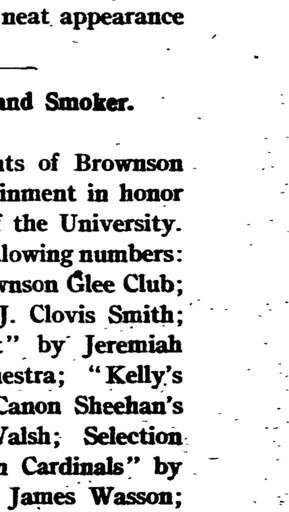 neat appearance
and Smoker.
nts of Brownson
inment in honor
f the University.
llowing numbers:
wnson Glee Club;
J. Clovis Smith;
t" by Jeremiah
estra; "Kelly's
Canon Sheehan's
Walsh; Selection
n Cardinals" by
James Wasson;